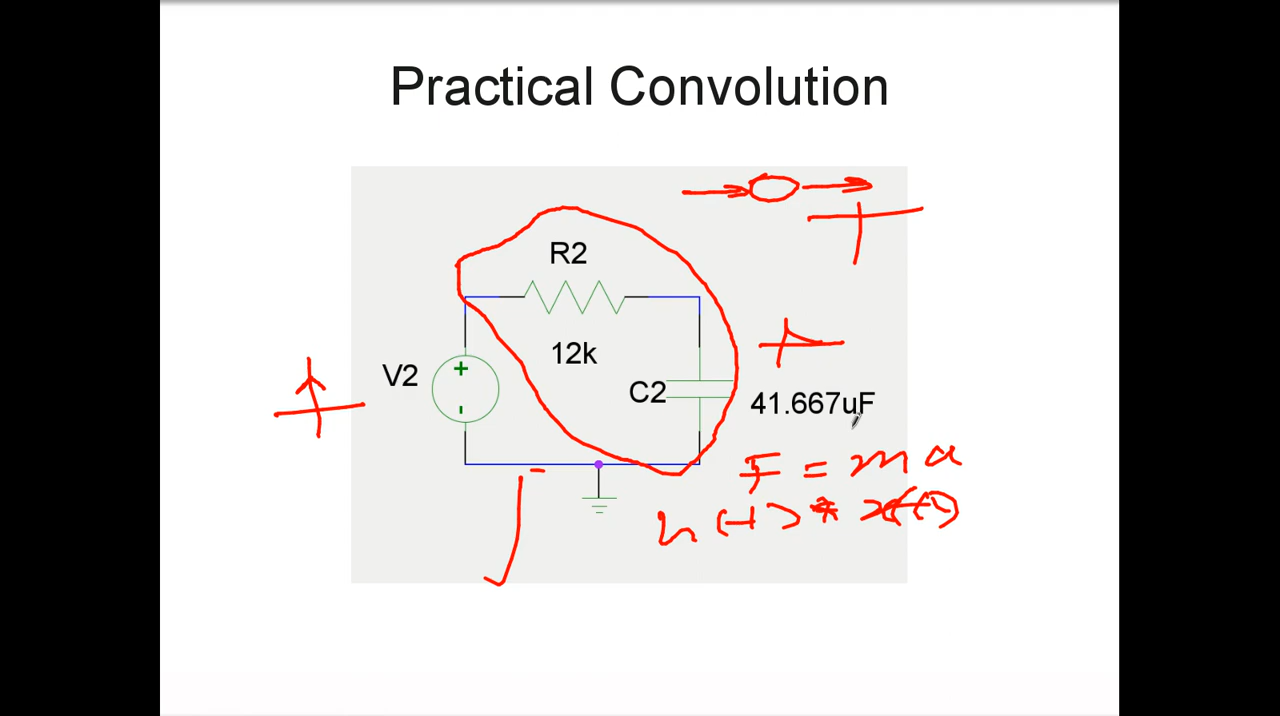 Practical Convolution
R2
12k
V2
+
-
C2
41.667uF
F = ma
h(t) * x(t)
∫